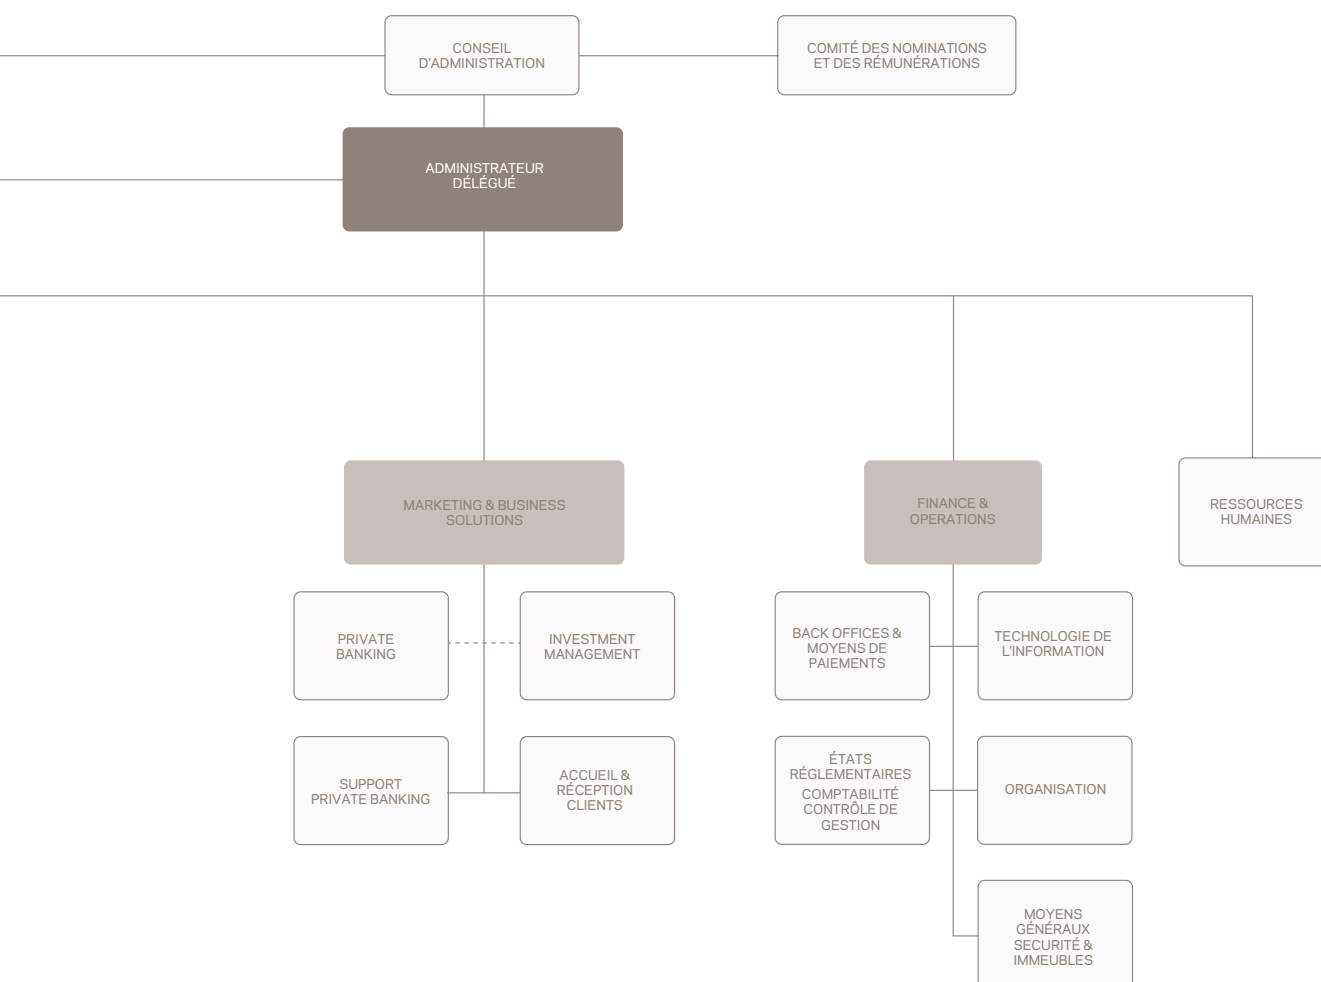 CONSEIL
D'ADMINISTRATION
COMITÉ DES NOMINATIONS
ET DES RÉMUNÉRATIONS
ADMINISTRATEUR
DÉLÉGUÉ
MARKETING & BUSINESS
SOLUTIONS
FINANCE &
OPERATIONS
RESSOURCES
HUMAINES
PRIVATE
BANKING
INVESTMENT
MANAGEMENT
BACK OFFICES &
MOYENS DE
PAIEMENTS
TECHNOLOGIE DE
L'INFORMATION
SUPPORT
PRIVATE BANKING
ACCUEIL &
RÉCEPTION
CLIENTS
ÉTATS
RÉGLEMENTAIRES
COMPTABILITÉ
CONTRÔLE DE
GESTION
ORGANISATION
MOYENS
GÉNÉRAUX
SECURITÉ &
IMMEUBLES